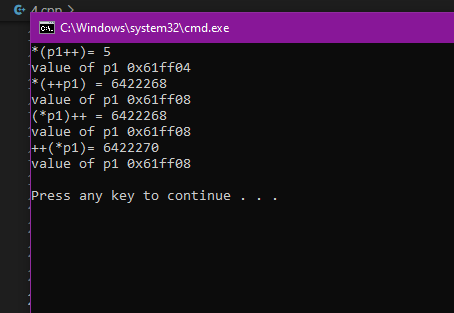 4.cpp >
C:\Windows\system32\cmd.exe
*(p1++)= 5
value of p1 0x61ff04
*(++p1) = 6422268
value of p1 0x61ff08
(*p1)++ = 6422268
value of p1 0x61ff08
++(*p1)= 6422270
value of p1 0x61ff08
Press any key to continue . . .